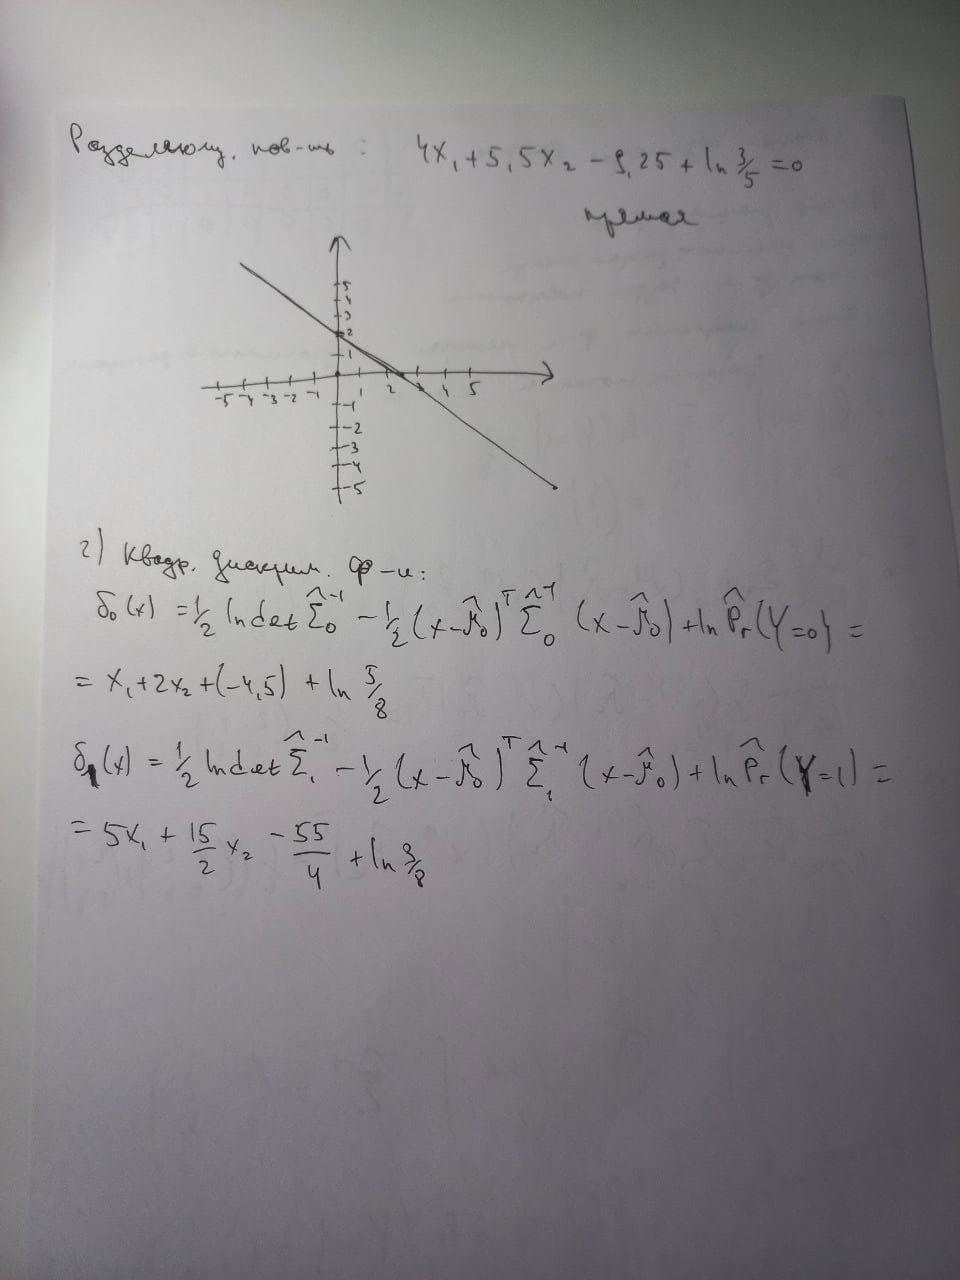 Разделяющ. пов-ть : 4x₁ + 5,5x₂ − 9,25 + ln 3/5 = 0
прямая
5
4
3
2
1
-5 -4 -3 -2 -1 1 2 4 5
-1
-2
-3
-4
-5
г) Квадр. дискрим. ф-и:
δ₀(x) = 1/2 ln det Σ̂₀⁻¹ − 1/2 (x − μ̂₀)ᵀ Σ̂₀⁻¹ (x − μ̂₀) + ln P̂r(Y=0) =
= x₁ + 2x₂ + (−4,5) + ln 5/8
δ₁(x) = 1/2 ln det Σ̂₁⁻¹ − 1/2 (x − μ̂₀)ᵀ Σ̂₁⁻¹ (x − μ̂₀) + ln P̂r(Y=1) =
= 5x₁ + 15/2 x₂ − 55/4 + ln 3/8